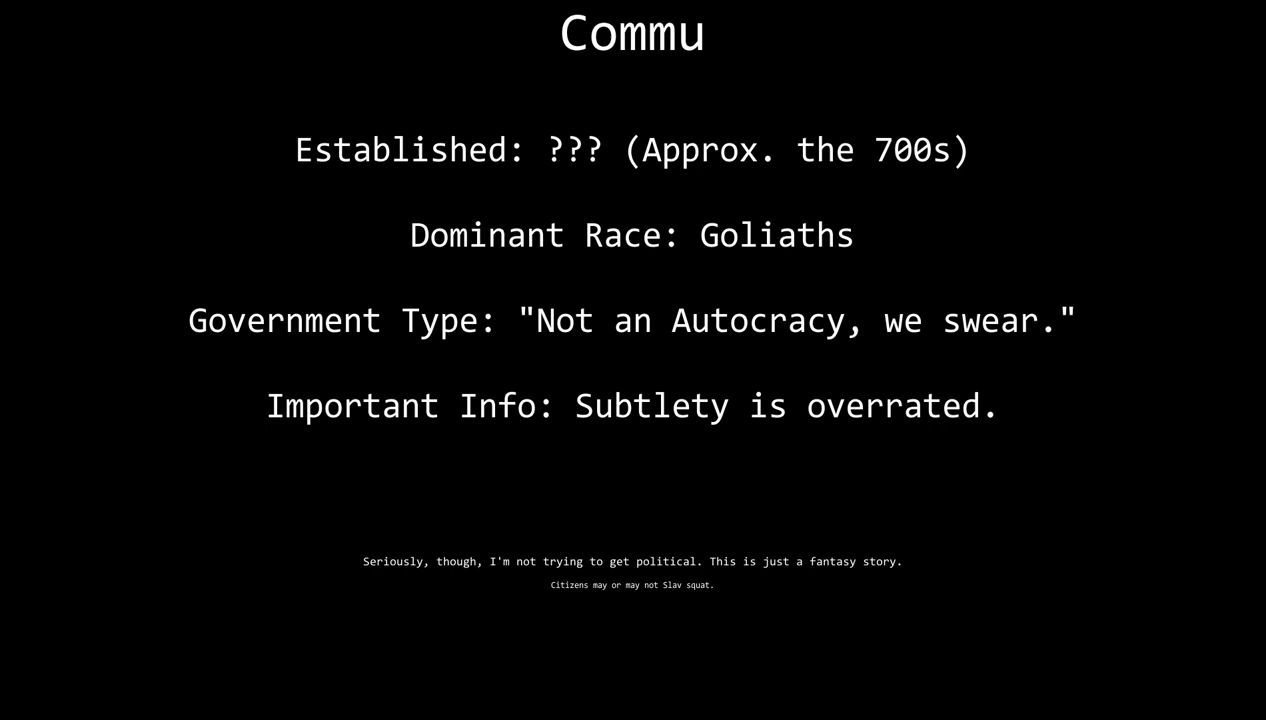 Commu
Established: ??? (Approx. the 700s)
Dominant Race: Goliaths
Government Type: "Not an Autocracy, we swear."
Important Info: Subtlety is overrated.
Seriously, though, I'm not trying to get political. This is just a fantasy story.
Citizens may or may not Slav squat.